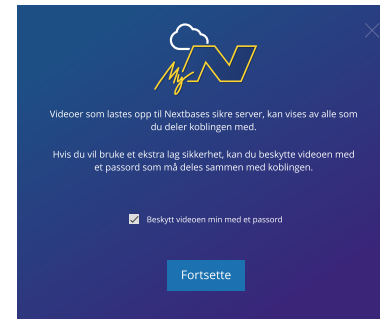 My N
Videoer som lastes opp til Nextbases sikre server, kan vises av alle som
du deler koblingen med.
Hvis du vil bruke et ekstra lag sikkerhet, kan du beskytte videoen med
et passord som må deles sammen med koblingen.
Beskytt videoen min med et passord
Fortsette